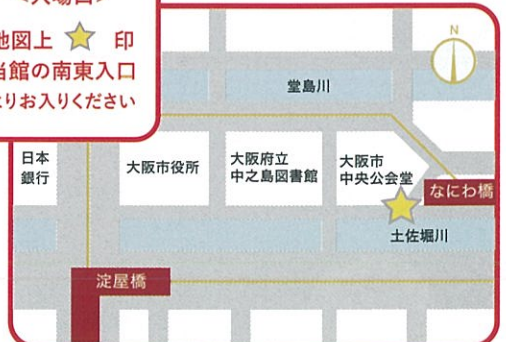 地図上 ☆ 印
当館の南東入口
よりお入りください
N
堂島川
日本
銀行
大阪市役所
大阪府立
中之島図書館
大阪市
中央公会堂
なにわ橋
土佐堀川
淀屋橋